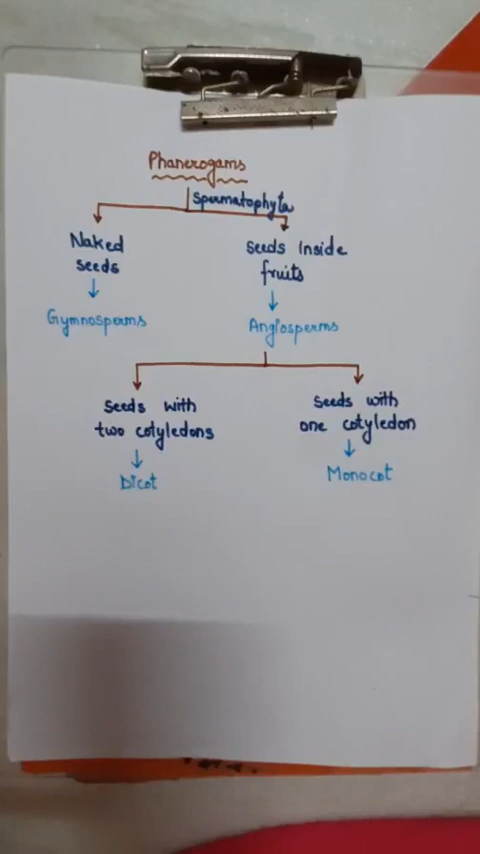 Phanerogams
Spermatophyta
Naked
seeds
Seeds inside
fruits
Gymnosperms
Angiosperms
Seeds with
two cotyledons
Seeds with
one cotyledon
Dicot
Monocot